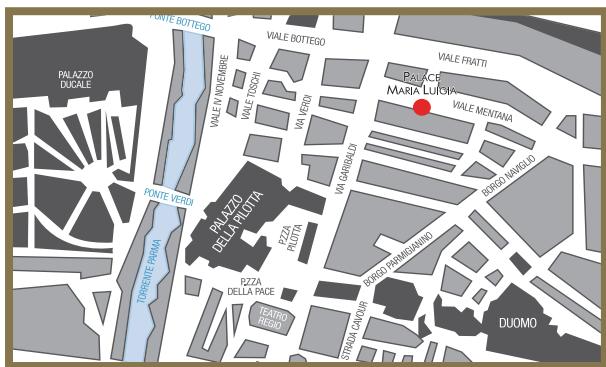 PONTE BOTTEGO
VIALE BOTTEGO
VIALE FRATTI
PALAZZO
DUCALE
VIALE IV NOVEMBRE
VIALE TOSCHI
VIA VERDI
PALACE
MARIA LUIGIA
VIALE MENTANA
VIA GARIBALDI
BORGO NAVIGLIO
PONTE VERDI
PALAZZO
DELLA PILOTTA
P.ZZA
PILOTTA
TORRENTE PARMA
BORGO PARMIGIANINO
P.ZZA
DELLA PACE
TEATRO
REGIO
STRADA CAVOUR
DUOMO